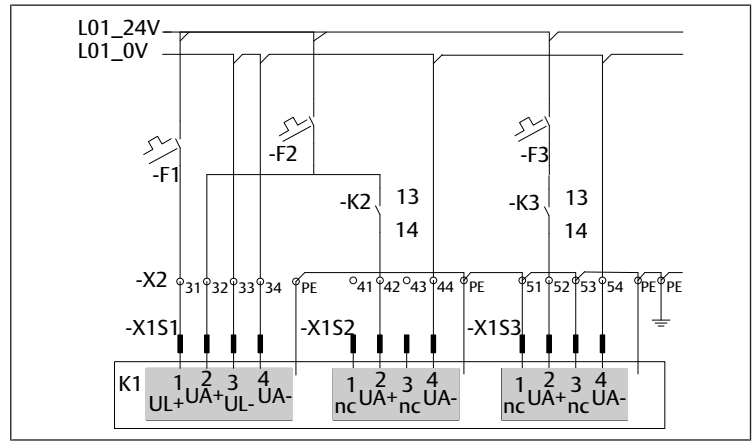 L01_24V
L01_0V
-F1
-F2
-F3
-K2 13
14
-K3 13
14
-X2 31 32 33 34 PE 41 42 43 44 PE 51 52 53 54 PE PE
-X1S1 -X1S2 -X1S3
K1 1 2 3 4 1 2 3 4 1 2 3 4
UL+ UA+ UL- UA- nc UA+ nc UA- nc UA+ nc UA-